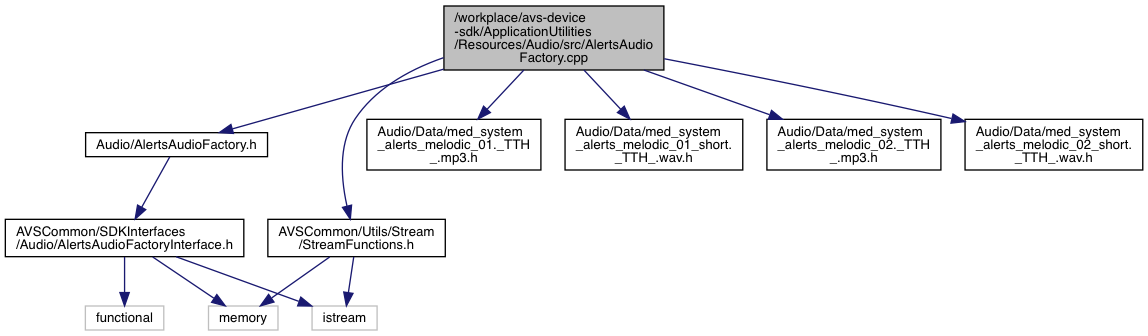 /workplace/avs-device
-sdk/ApplicationUtilities
/Resources/Audio/src/AlertsAudio
Factory.cpp
Audio/AlertsAudioFactory.h
Audio/Data/med_system
_alerts_melodic_01._TTH
_.mp3.h
Audio/Data/med_system
_alerts_melodic_01_short.
_TTH_.wav.h
Audio/Data/med_system
_alerts_melodic_02._TTH
_.mp3.h
Audio/Data/med_system
_alerts_melodic_02_short.
_TTH_.wav.h
AVSCommon/SDKInterfaces
/Audio/AlertsAudioFactoryInterface.h
AVSCommon/Utils/Stream
/StreamFunctions.h
functional
memory
istream